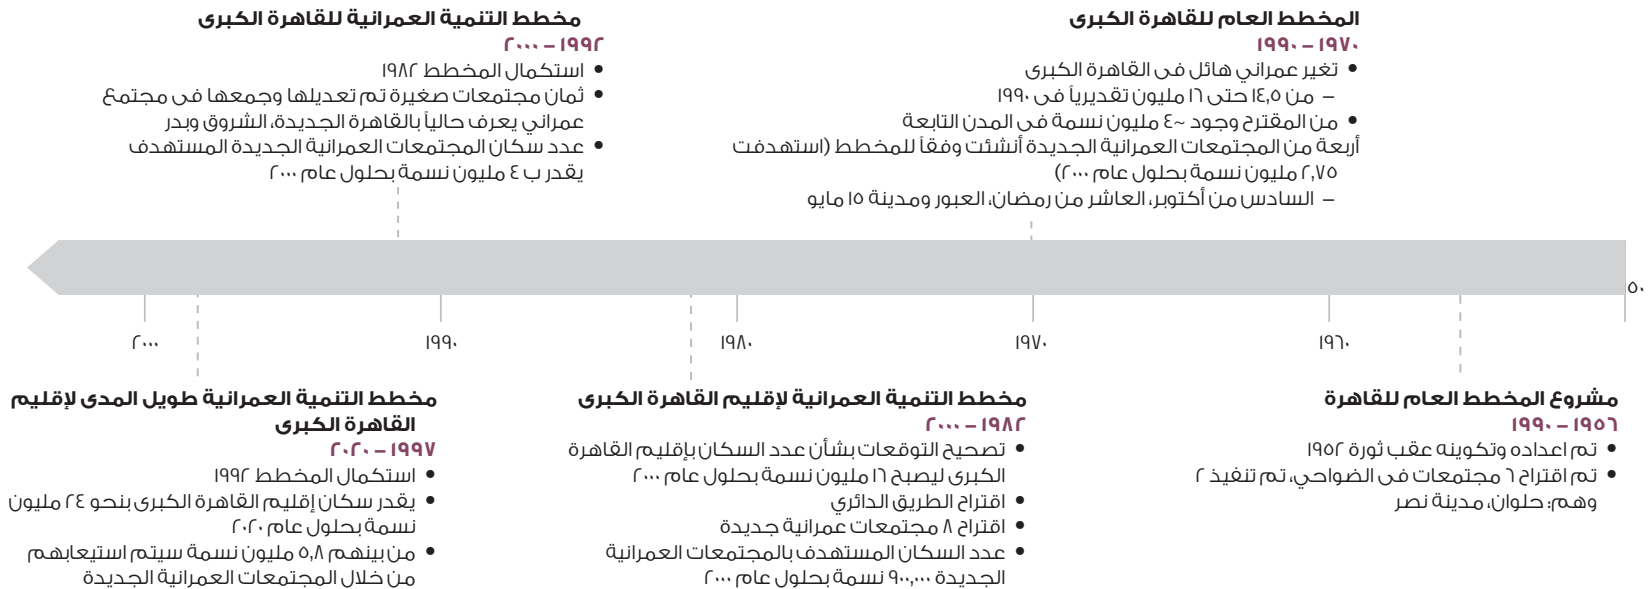 المخطط العام للقاهرة الكبرى
١٩٧٠ – ١٩٩٠
• تغير عمراني هائل فى القاهرة الكبرى
– من ١٤,٥ حتى ١٦ مليون تقديرياً فى ١٩٩٠
• من المقترح وجود ~٤ مليون نسمة فى المدن التابعة
أربعة من المجتمعات العمرانية الجديدة أنشئت وفقاً للمخطط (استهدفت
٢,٧٥ مليون نسمة بحلول عام ٢٠٠٠)
– السادس من أكتوبر، العاشر من رمضان، العبور ومدينة ١٥ مايو
مخطط التنمية العمرانية للقاهرة الكبرى
١٩٩٢ – ٢٠٠٠
• استكمال المخطط ١٩٨٢
• ثمان مجتمعات صغيرة تم تعديلها وجمعها فى مجتمع
عمراني يعرف حالياً بالقاهرة الجديدة، الشروق وبدر
• عدد سكان المجتمعات العمرانية الجديدة المستهدف
يقدر ب ٤ مليون نسمة بحلول عام ٢٠٠٠
٥٠
١٩٦٠
١٩٧٠
١٩٨٠
١٩٩٠
٢٠٠٠
مشروع المخطط العام للقاهرة
١٩٥٦ – ١٩٩٠
• تم اعداده وتكوينه عقب ثورة ١٩٥٢
• تم اقتراح ٦ مجتمعات فى الضواحي، تم تنفيذ ٢
وهم: حلوان، مدينة نصر
مخطط التنمية العمرانية لإقليم القاهرة الكبرى
١٩٨٢ – ٢٠٠٠
• تصحيح التوقعات بشأن عدد السكان بإقليم القاهرة
الكبرى ليصبح ١٦ مليون نسمة بحلول عام ٢٠٠٠
• اقتراح الطريق الدائري
• اقتراح ٨ مجتمعات عمرانية جديدة
• عدد السكان المستهدف بالمجتمعات العمرانية
الجديدة ٩٠٠,٠٠٠ نسمة بحلول عام ٢٠٠٠
مخطط التنمية العمرانية طويل المدى لإقليم
القاهرة الكبرى
١٩٩٧ – ٢٠٢٠
• استكمال المخطط ١٩٩٢
• يقدر سكان إقليم القاهرة الكبرى بنحو ٢٤ مليون
نسمة بحلول عام ٢٠٢٠
• من بينهم ٥,٨ مليون نسمة سيتم استيعابهم
من خلال المجتمعات العمرانية الجديدة